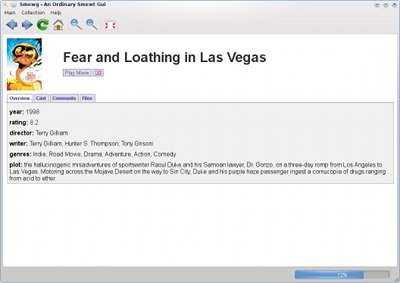 Smewg - An Ordinary Smewt Gui
Main Collection Help
Fear and Loathing in Las Vegas
Play Movie
Overview Cast Comments Files
year: 1998
rating: 8.2
director: Terry Gilliam
writer: Terry Gilliam, Hunter S. Thompson, Tony Grisoni
genres: Indie, Road Movie, Drama, Adventure, Action, Comedy
plot: the hallucinogenic misadventures of sportswriter Raoul Duke and his Samoan lawyer, Dr. Gonzo, on a three-day romp from Los Angeles to
Las Vegas. Motoring across the Mojave Desert on the way to Sin City, Duke and his purple haze passenger ingest a cornucopia of drugs ranging
from acid to ether.
72%